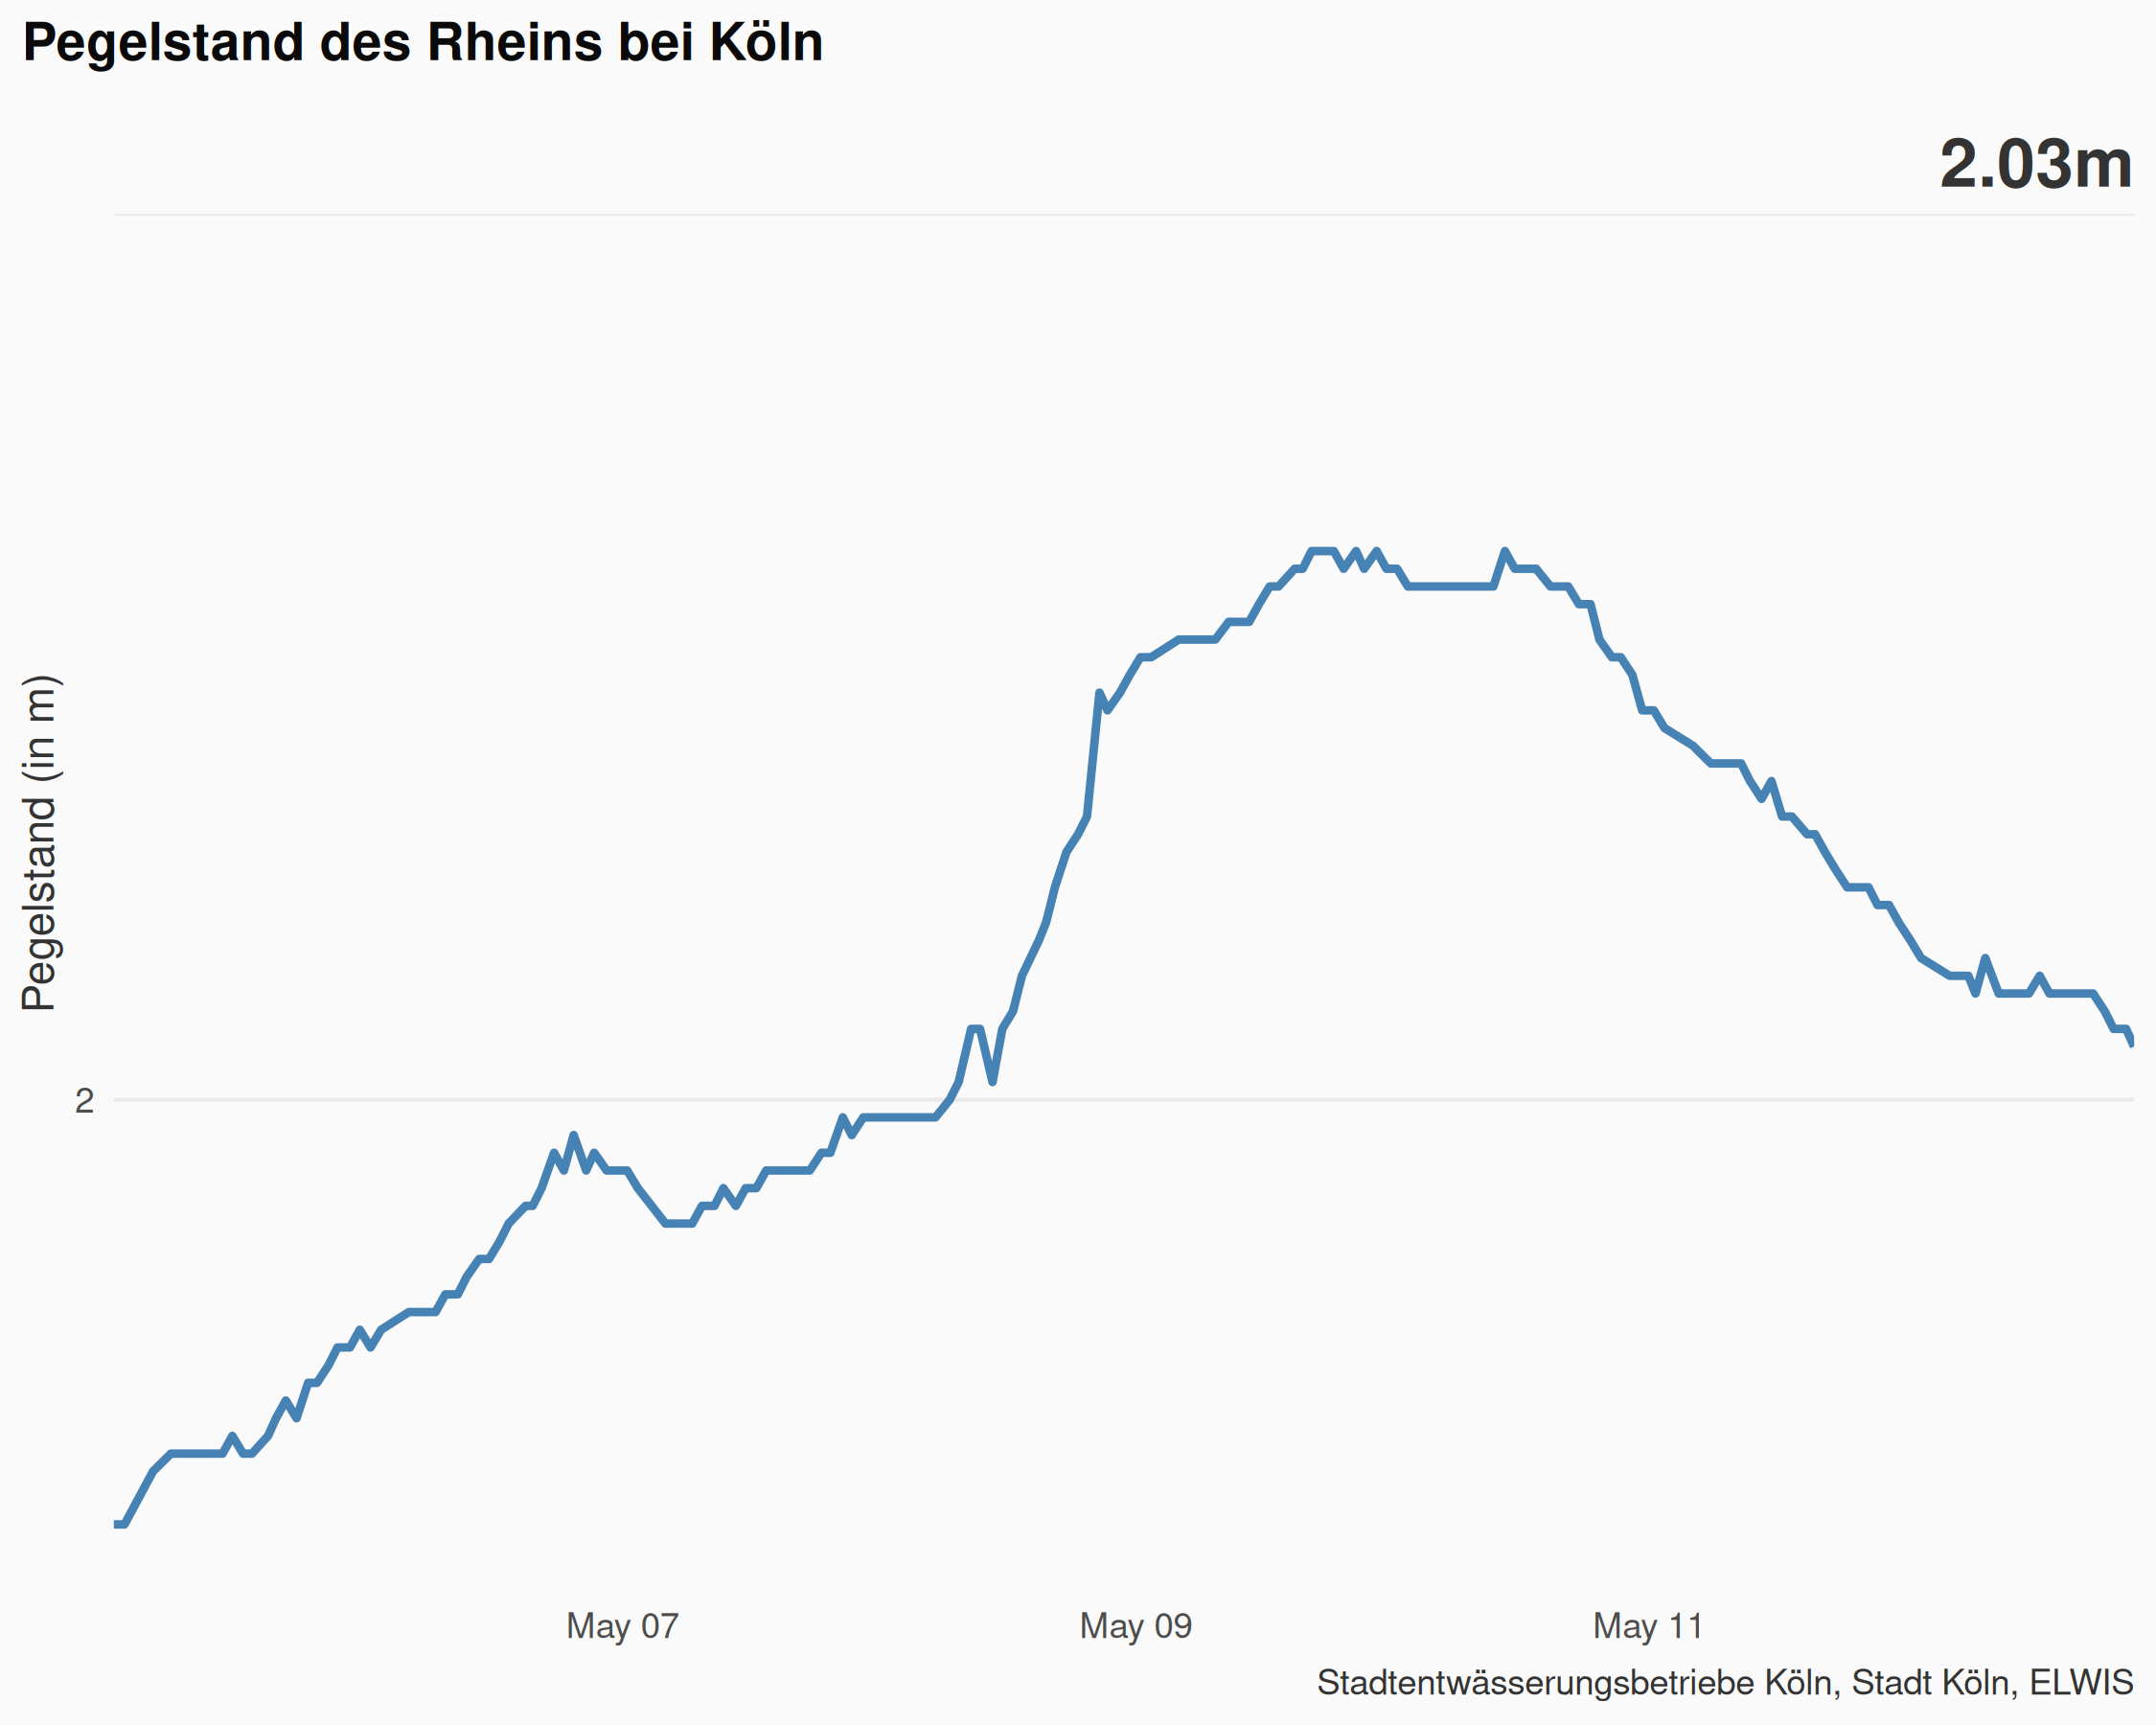 Pegelstand des Rheins bei Köln
2.03m
Pegelstand (in m)
2
May 07
May 09
May 11
Stadtentwässerungsbetriebe Köln, Stadt Köln, ELWIS